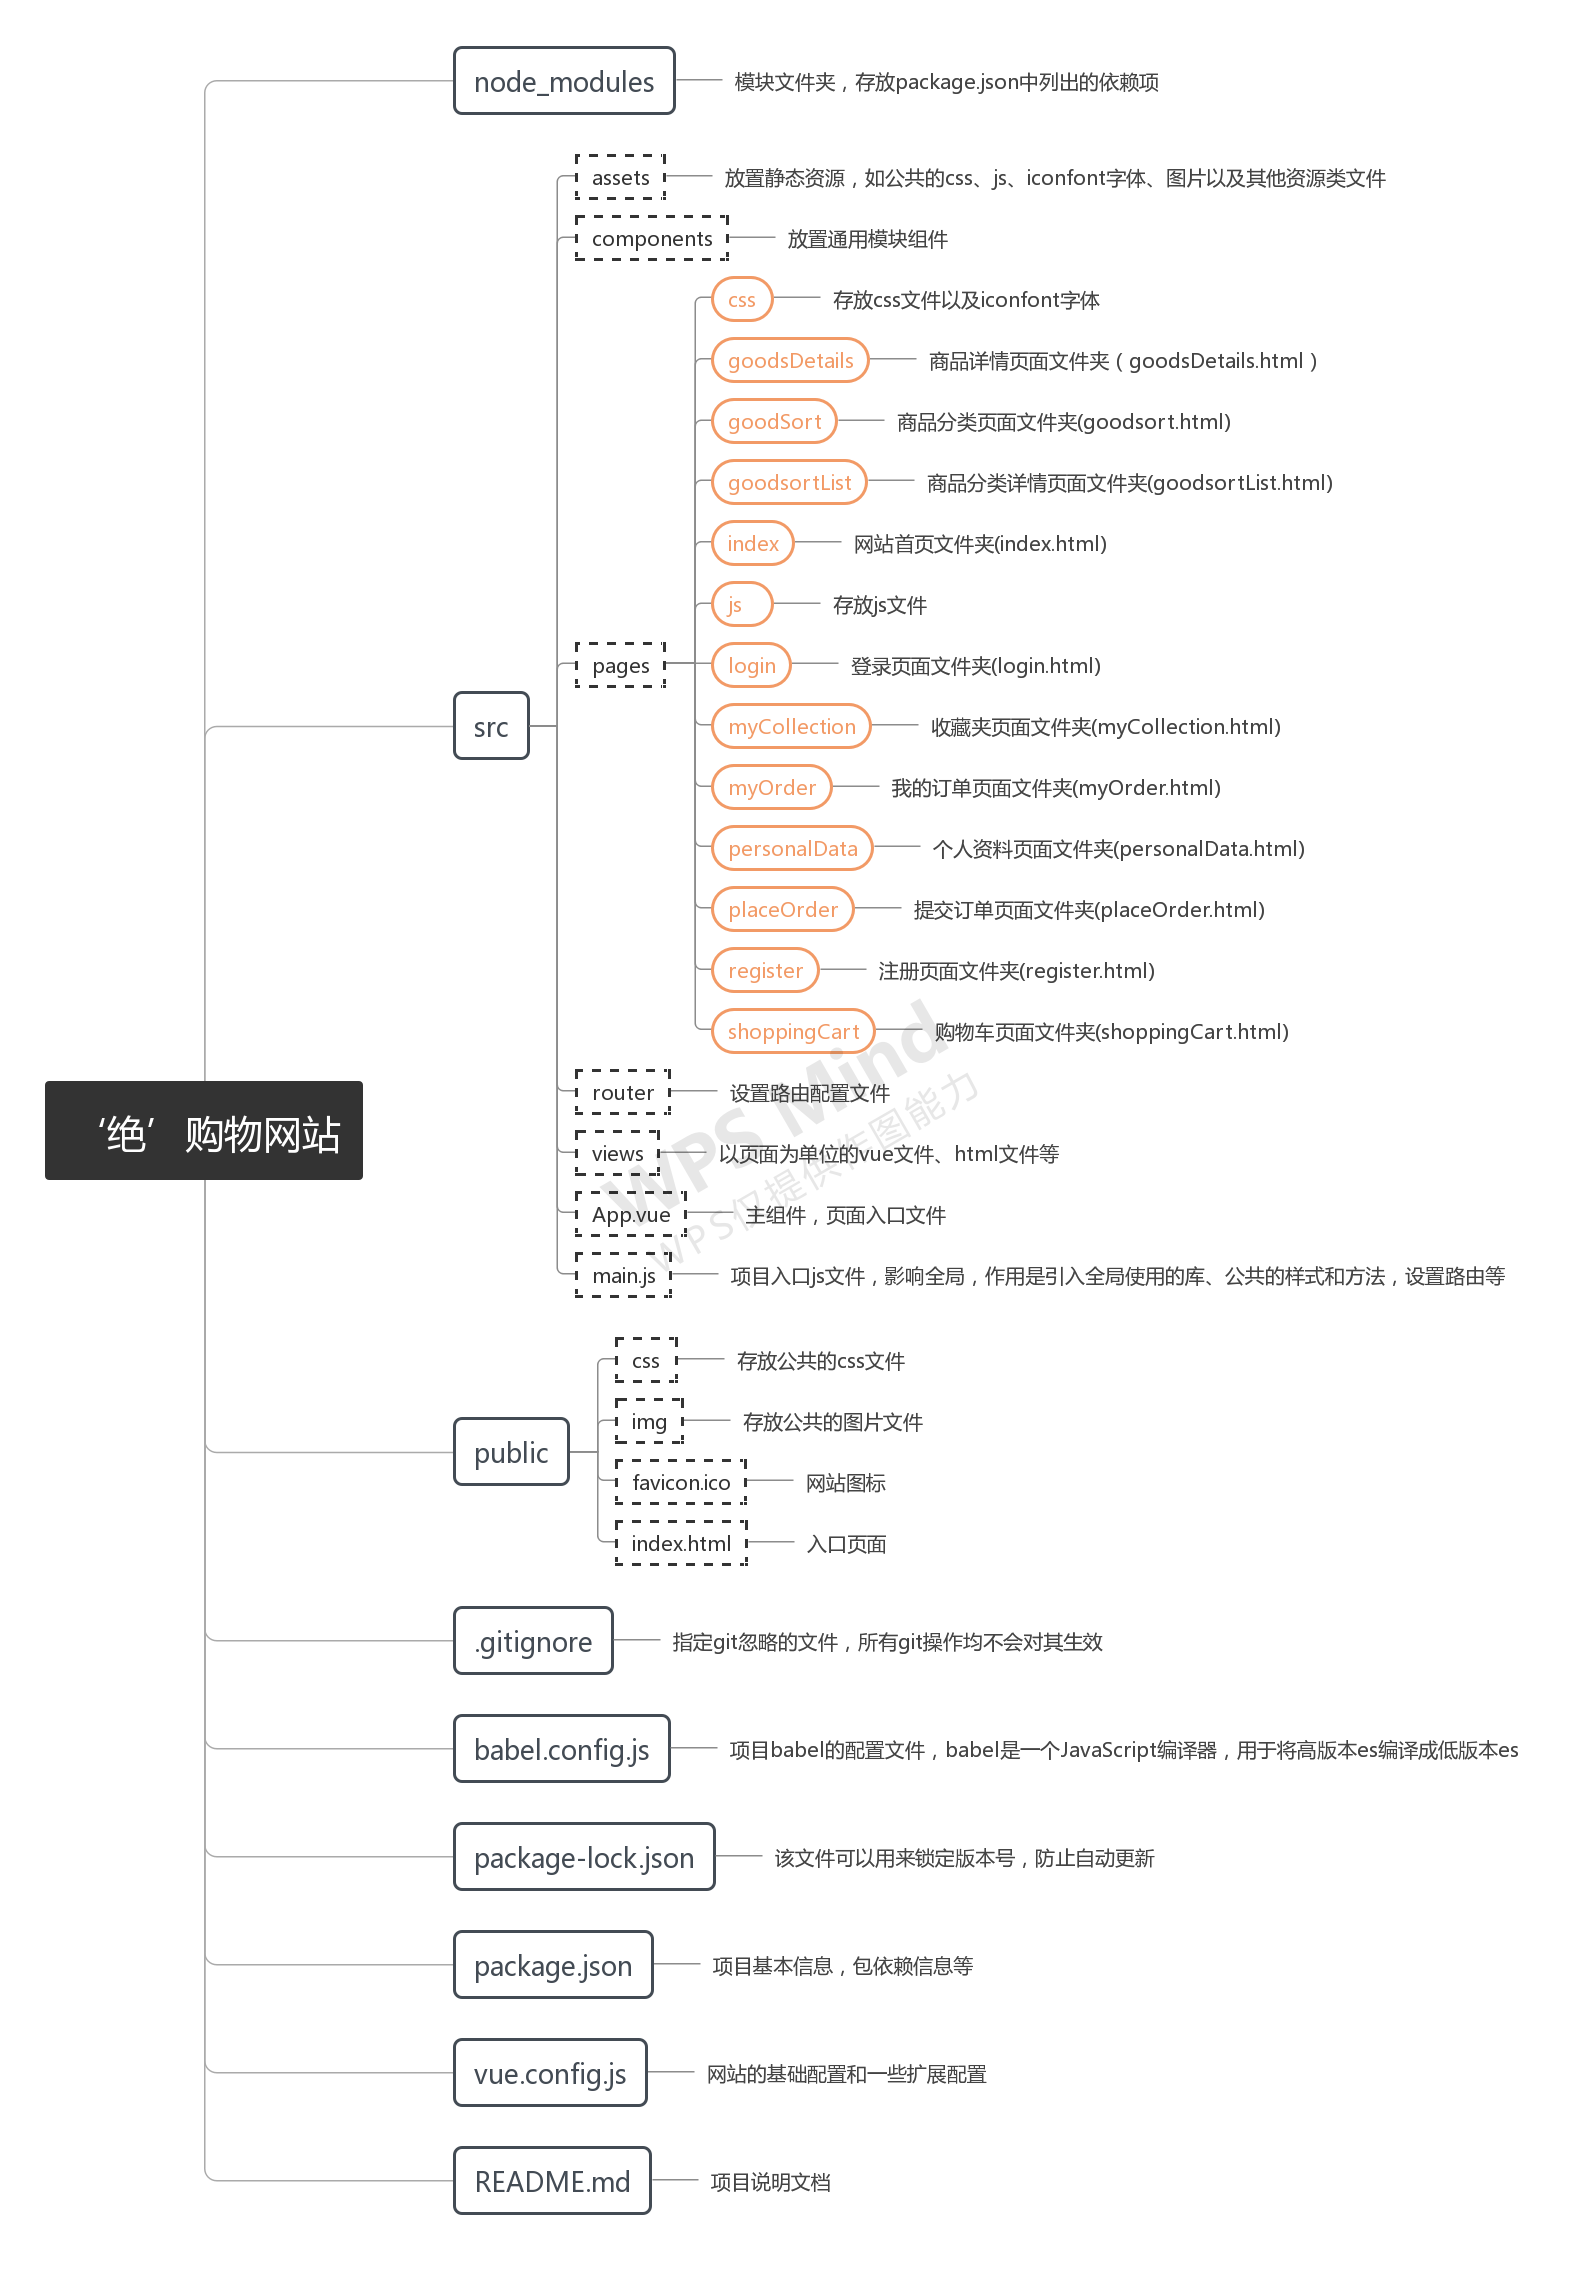 node_modules
模块文件夹，存放package.json中列出的依赖项
assets
放置静态资源，如公共的css、js、iconfont字体、图片以及其他资源类文件
components
放置通用模块组件
css
存放css文件以及iconfont字体
goodsDetails
商品详情页面文件夹（goodsDetails.html）
goodSort
商品分类页面文件夹(goodsort.html)
goodsortList
商品分类详情页面文件夹(goodsortList.html)
index
网站首页文件夹(index.html)
js
存放js文件
pages
login
登录页面文件夹(login.html)
src
myCollection
收藏夹页面文件夹(myCollection.html)
myOrder
我的订单页面文件夹(myOrder.html)
personalData
个人资料页面文件夹(personalData.html)
placeOrder
提交订单页面文件夹(placeOrder.html)
register
注册页面文件夹(register.html)
shoppingCart
购物车页面文件夹(shoppingCart.html)
‘绝’购物网站
router
设置路由配置文件
views
以页面为单位的vue文件、html文件等
App.vue
主组件，页面入口文件
main.js
项目入口js文件，影响全局，作用是引入全局使用的库、公共的样式和方法，设置路由等
WPS Mind
WPS仅提供作图能力
css
存放公共的css文件
img
存放公共的图片文件
public
favicon.ico
网站图标
index.html
入口页面
.gitignore
指定git忽略的文件，所有git操作均不会对其生效
babel.config.js
项目babel的配置文件，babel是一个JavaScript编译器，用于将高版本es编译成低版本es
package-lock.json
该文件可以用来锁定版本号，防止自动更新
package.json
项目基本信息，包依赖信息等
vue.config.js
网站的基础配置和一些扩展配置
README.md
项目说明文档